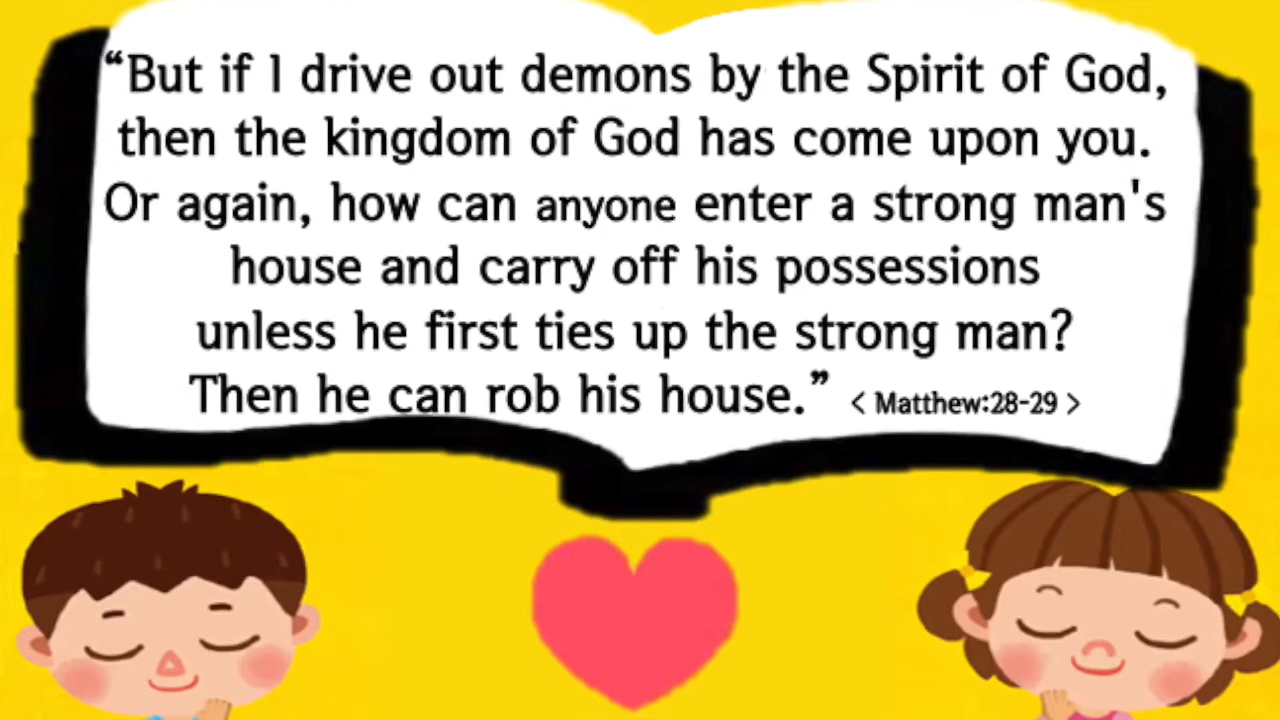 “But if I drive out demons by the Spirit of God,
then the kingdom of God has come upon you.
Or again, how can anyone enter a strong man's
house and carry off his possessions
unless he first ties up the strong man?
Then he can rob his house.” < Matthew:28-29 >